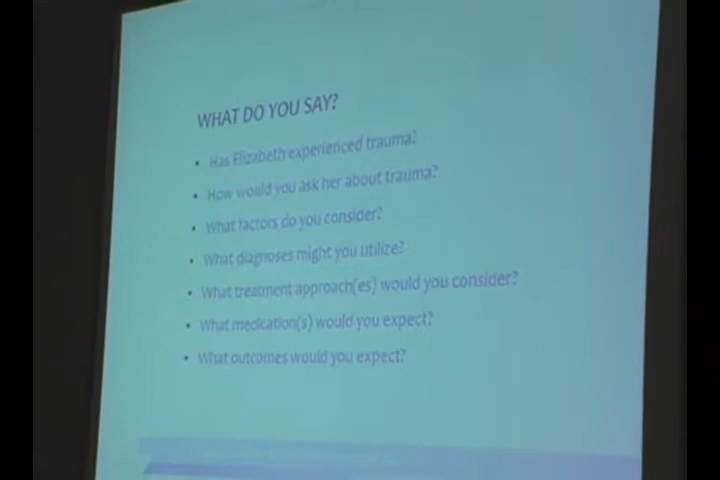 WHAT DO YOU SAY?
• Has Elizabeth experienced trauma?
• How would you ask her about trauma?
• What factors do you consider?
• What diagnoses might you utilize?
• What treatment approach(es) would you consider?
• What medication(s) would you expect?
• What outcomes would you expect?